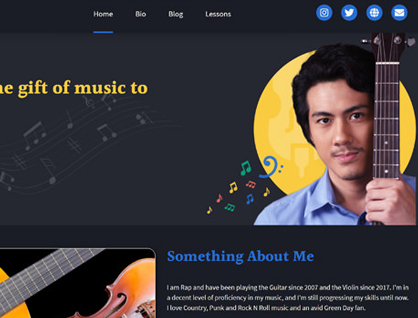 Home Bio Blog Lessons
e gift of music to
Something About Me
I am Rap and have been playing the Guitar since 2007 and the Violin since 2017. I'm in
a decent level of proficiency in my music, and I'm still progressing my skills until now.
I love Country, Punk and Rock N Roll music and an avid Green Day fan.